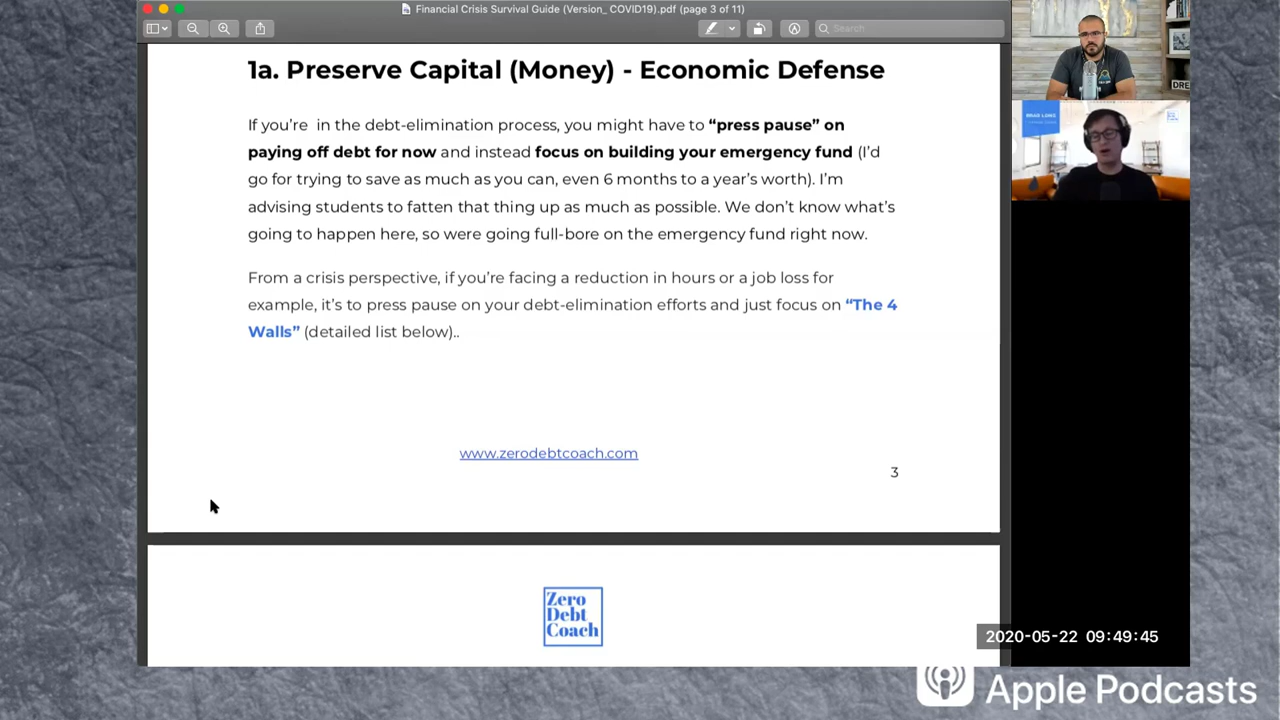 Financial Crisis Survival Guide (Version_ COVID19).pdf (page 3 of 11)
Search
1a. Preserve Capital (Money) - Economic Defense
If you’re  in the debt-elimination process, you might have to “press pause” on
paying off debt for now and instead focus on building your emergency fund (I’d
go for trying to save as much as you can, even 6 months to a year’s worth). I’m
advising students to fatten that thing up as much as possible. We don’t know what’s
going to happen here, so were going full-bore on the emergency fund right now.
From a crisis perspective, if you’re facing a reduction in hours or a job loss for
example, it’s to press pause on your debt-elimination efforts and just focus on “The 4
Walls” (detailed list below)..
www.zerodebtcoach.com
3
Zero
Debt
Coach
DRE
2020-05-22 09:49:45
Apple Podcasts